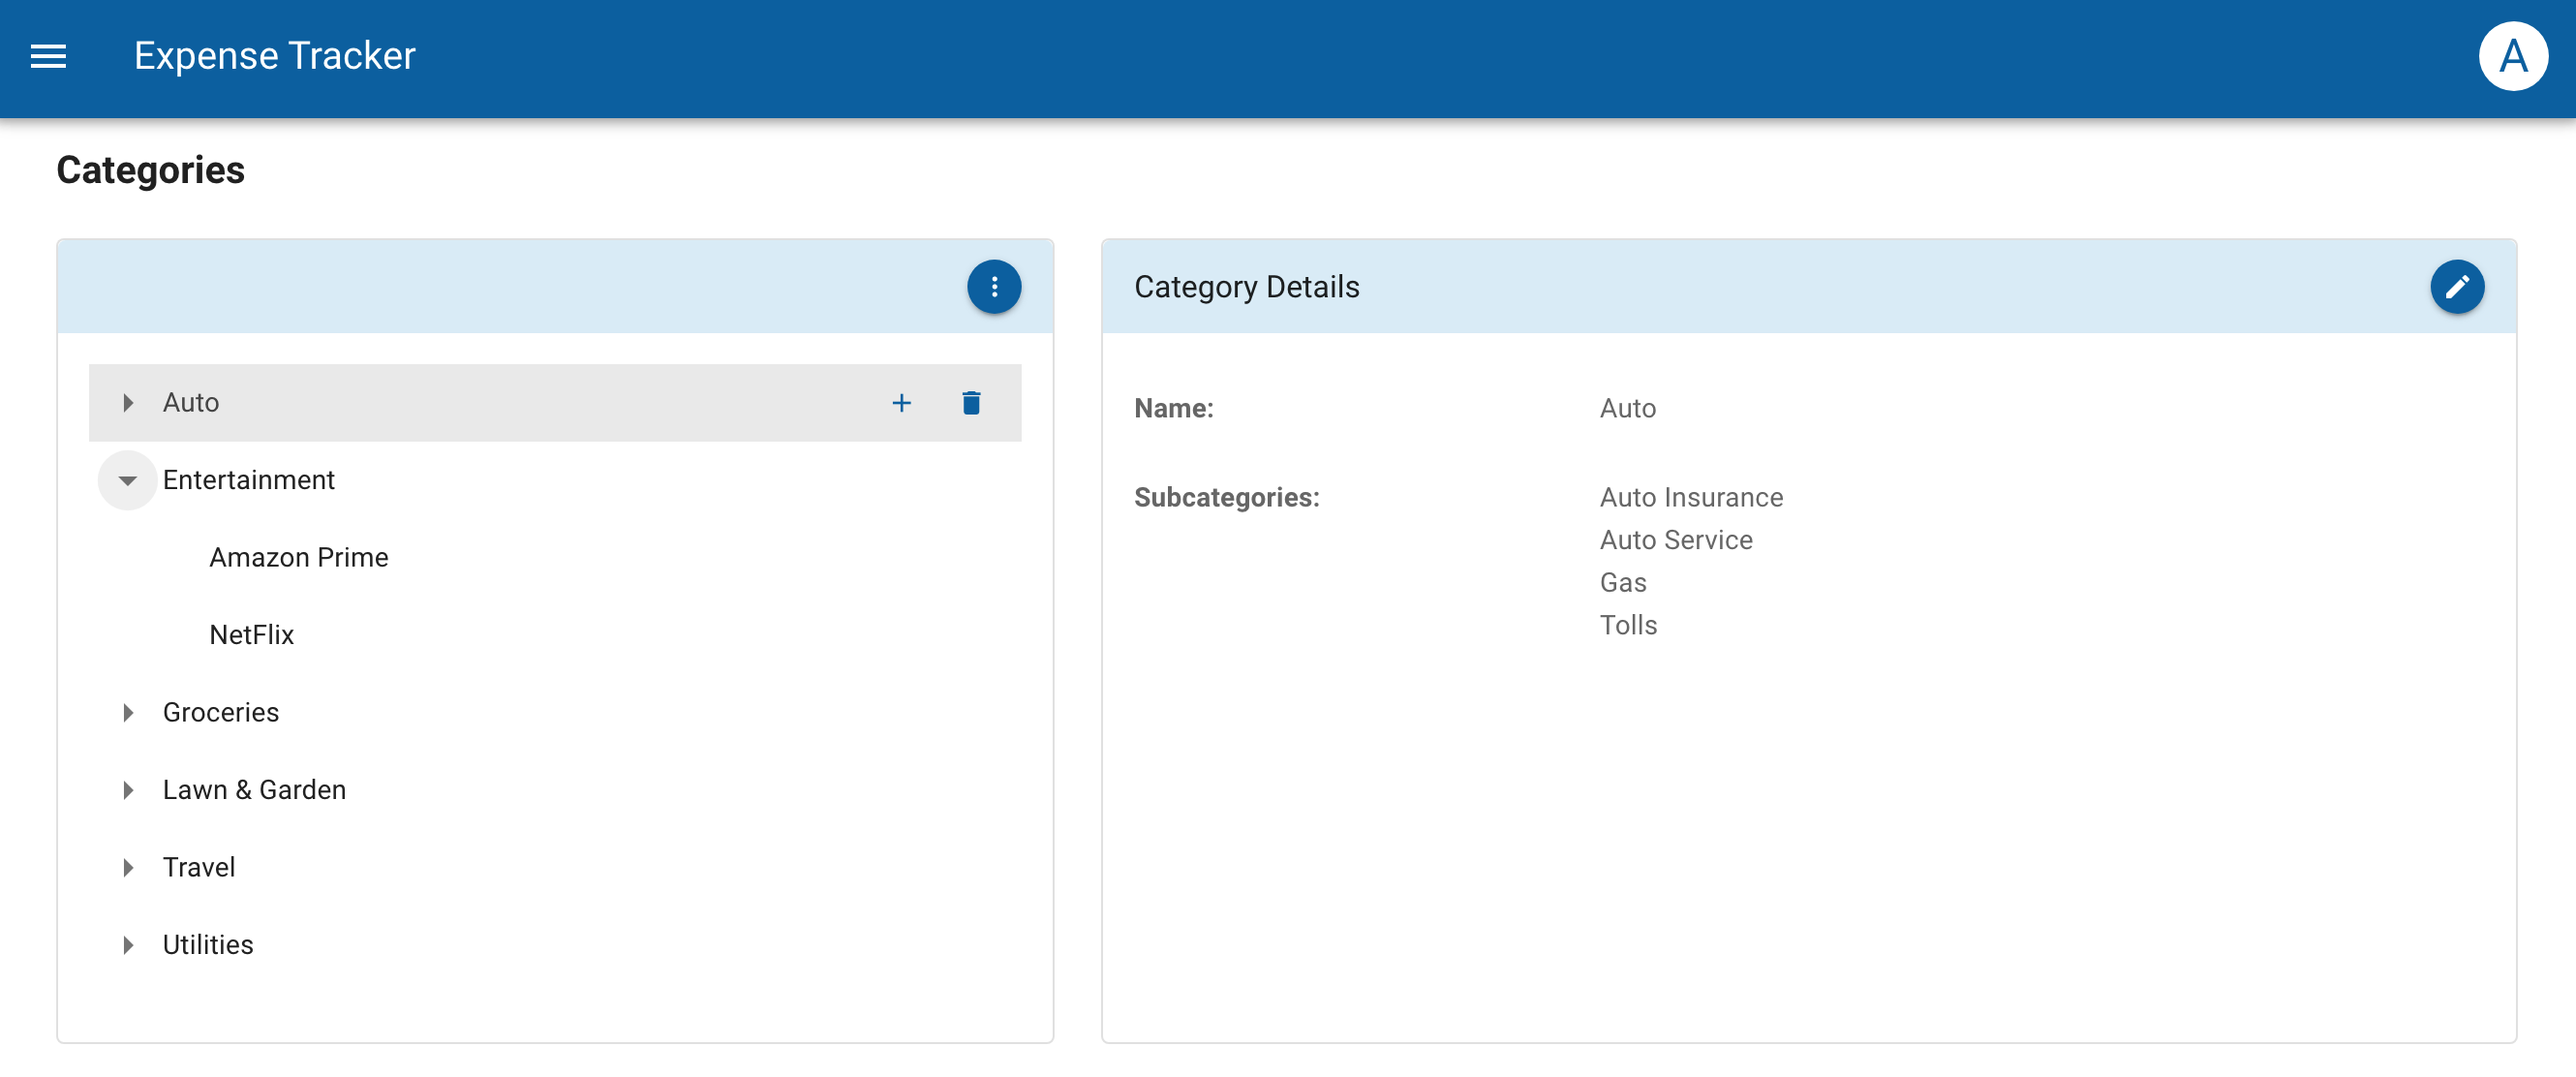 Expense Tracker
A
Categories
Auto
Entertainment
Amazon Prime
NetFlix
Groceries
Lawn & Garden
Travel
Utilities
Category Details
Name: Auto
Subcategories: Auto Insurance
Auto Service
Gas
Tolls